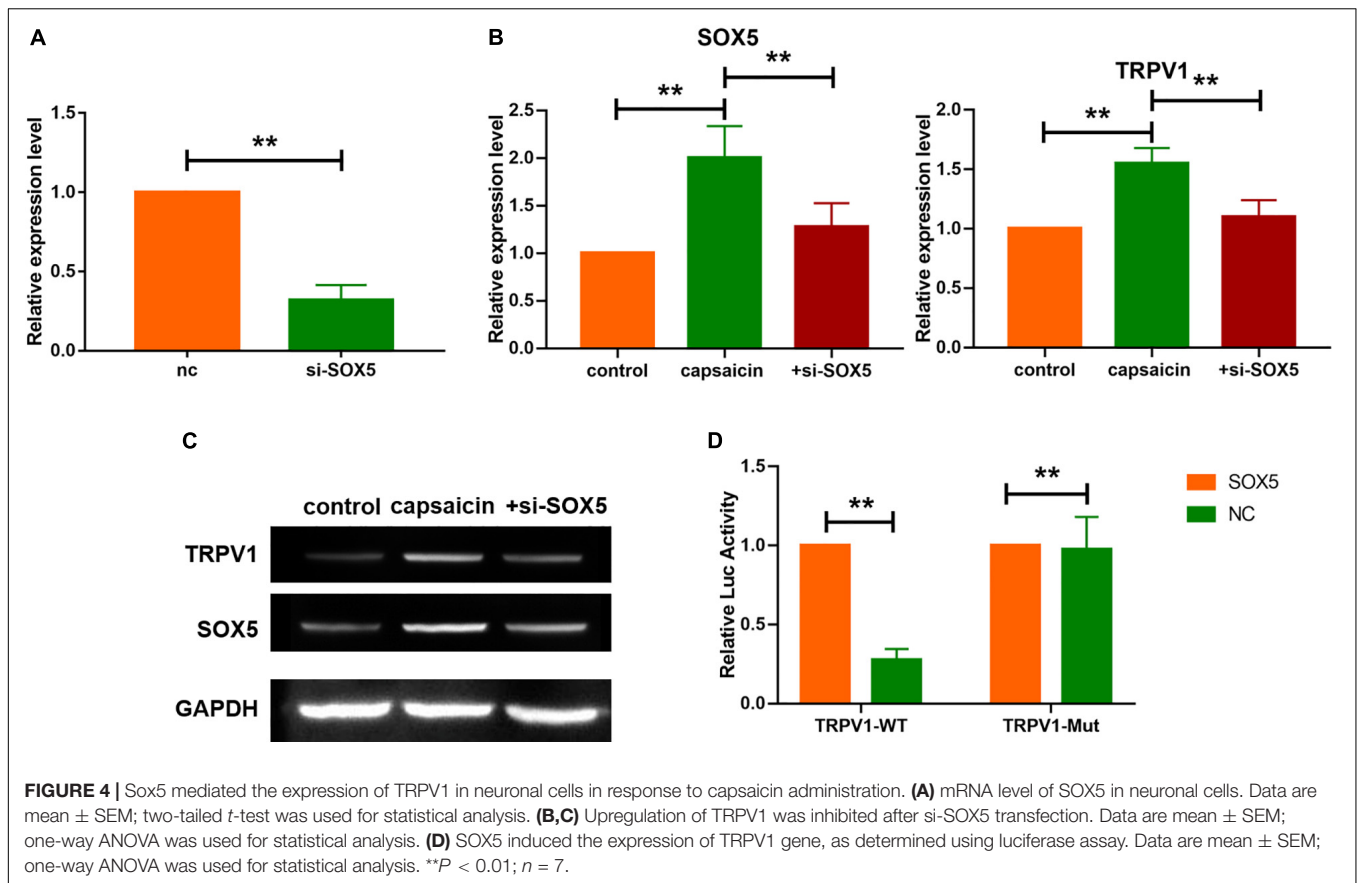 A
B
SOX5
**
**
**
Relative expression level
1.5
1.0
0.5
0.0
nc
si-SOX5
Relative expression level
2.5
2.0
1.5
1.0
0.5
0.0
control
capsaicin
+si-SOX5
TRPV1
**
**
Relative expression level
2.0
1.5
1.0
0.5
0.0
control
capsaicin
+si-SOX5
C
control capsaicin +si-SOX5
TRPV1
SOX5
GAPDH
D
**
**
Relative Luc Activity
1.5
1.0
0.5
0.0
TRPV1-WT
TRPV1-Mut
SOX5
NC
FIGURE 4 | Sox5 mediated the expression of TRPV1 in neuronal cells in response to capsaicin administration. (A) mRNA level of SOX5 in neuronal cells. Data are
mean ± SEM; two-tailed t-test was used for statistical analysis. (B,C) Upregulation of TRPV1 was inhibited after si-SOX5 transfection. Data are mean ± SEM;
one-way ANOVA was used for statistical analysis. (D) SOX5 induced the expression of TRPV1 gene, as determined using luciferase assay. Data are mean ± SEM;
one-way ANOVA was used for statistical analysis. **P < 0.01; n = 7.